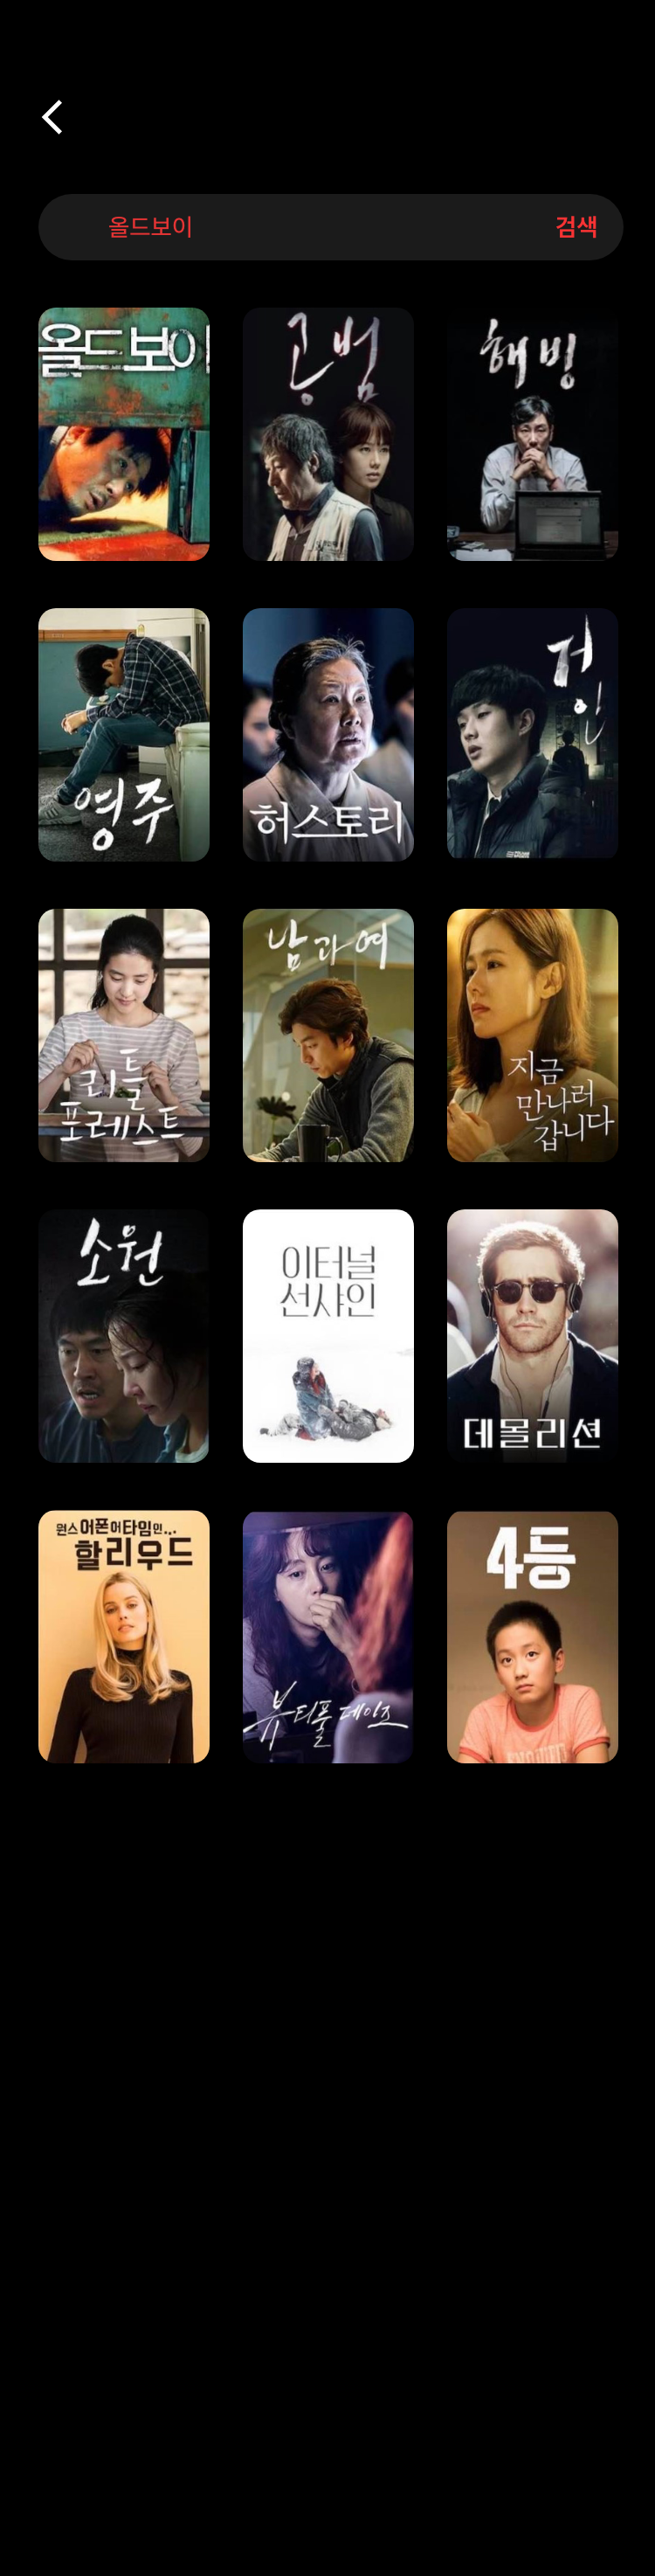 올드보이
검색
올드보이
공범
해빙
영주
허스토리
거인
리틀
포레스트
남과 여
지금
만나러
갑니다
소원
이터널
선샤인
데몰리션
원스 어폰 어 타임 인...
할리우드
뷰티풀 데이즈
4등